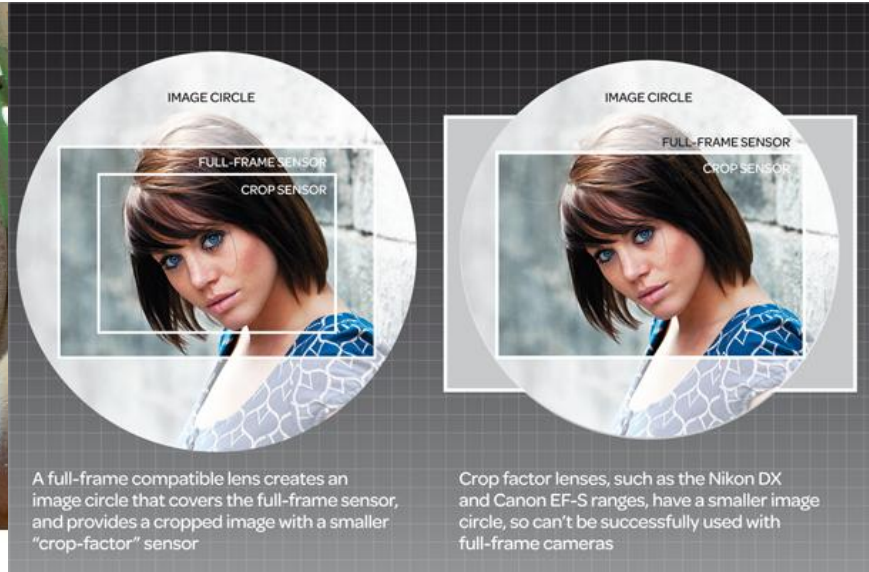 IMAGE CIRCLE
FULL-FRAME SENSOR
CROP SENSOR
A full-frame compatible lens creates an
image circle that covers the full-frame sensor,
and provides a cropped image with a smaller
“crop-factor” sensor
IMAGE CIRCLE
FULL-FRAME SENSOR
CROP SENSOR
Crop factor lenses, such as the Nikon DX
and Canon EF-S ranges, have a smaller image
circle, so can’t be successfully used with
full-frame cameras